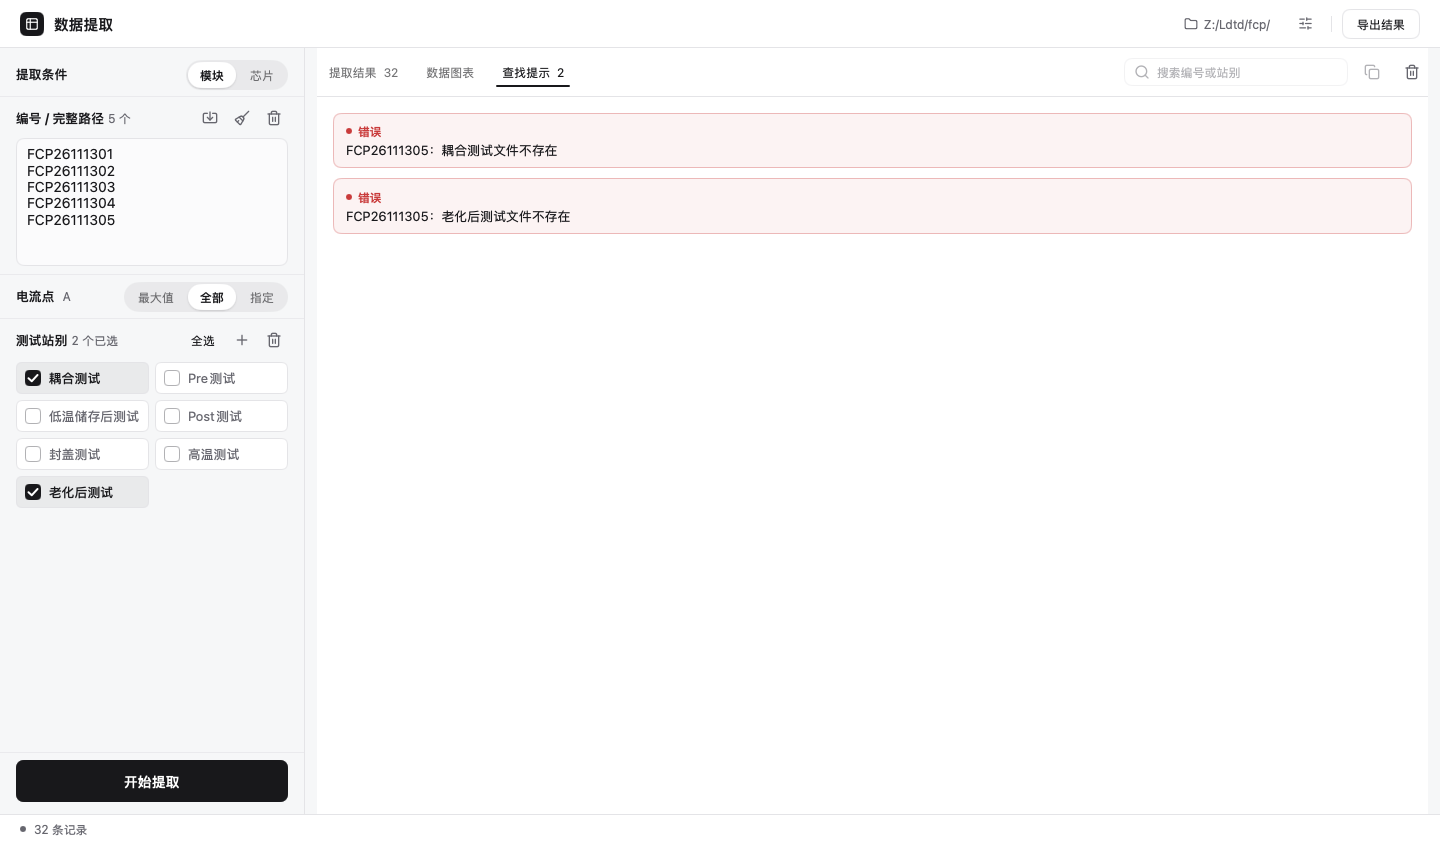 数据提取
Z:/Ldtd/fcp/
导出结果
提取条件
模块
芯片
编号 / 完整路径 5 个
FCP26111301
FCP26111302
FCP26111303
FCP26111304
FCP26111305
电流点 A
最大值
全部
指定
测试站别 2 个已选
全选
耦合测试
Pre 测试
低温储存后测试
Post 测试
封盖测试
高温测试
老化后测试
开始提取
提取结果 32
数据图表
查找提示 2
搜索编号或站别
错误
FCP26111305：耦合测试文件不存在
错误
FCP26111305：老化后测试文件不存在
32 条记录